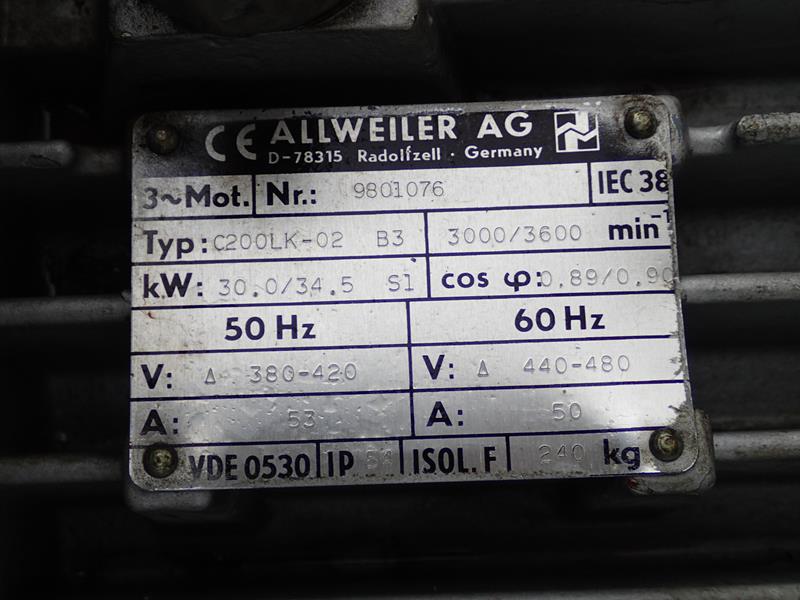 CE ALLWEILER AG
D-78315 Radolfzell · Germany
3~Mot. Nr.: 9801076 IEC 38
Typ: C200LK-02 B3 3000/3600 min⁻¹
kW: 30.0/34.5 S1 cos φ: 0.89/0.90
50 Hz 60 Hz
V: Δ 380-420 V: Δ 440-480
A: 53 A: 50
VDE 0530 IP ISOL. F 240 kg